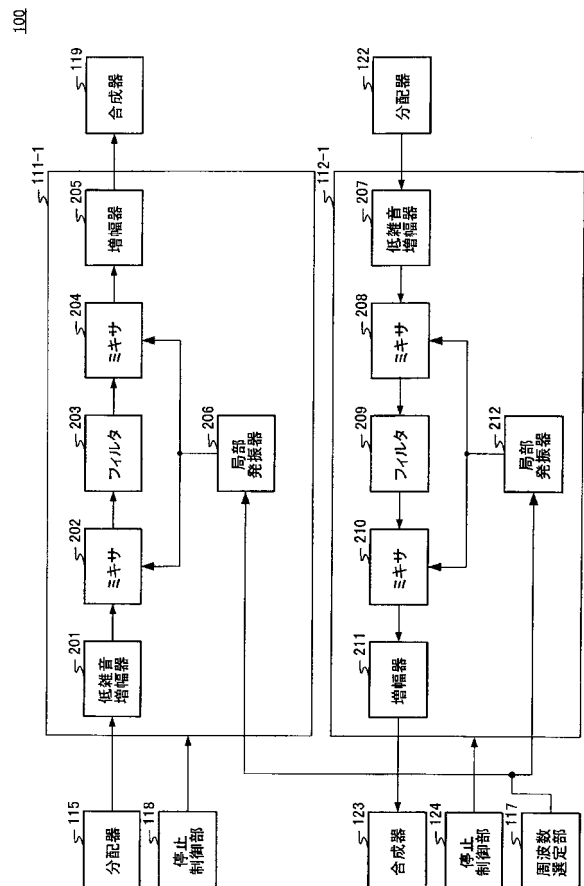 100
115
分配器
118
停止
制御部
111-1
201
低雑音
増幅器
202
ミキサ
203
フィルタ
204
ミキサ
205
増幅器
206
局部
発振器
119
合成器
123
合成器
124
停止
制御部
117
周波数
選定部
112-1
211
増幅器
210
ミキサ
209
フィルタ
208
ミキサ
207
低雑音
増幅器
212
局部
発振器
122
分配器